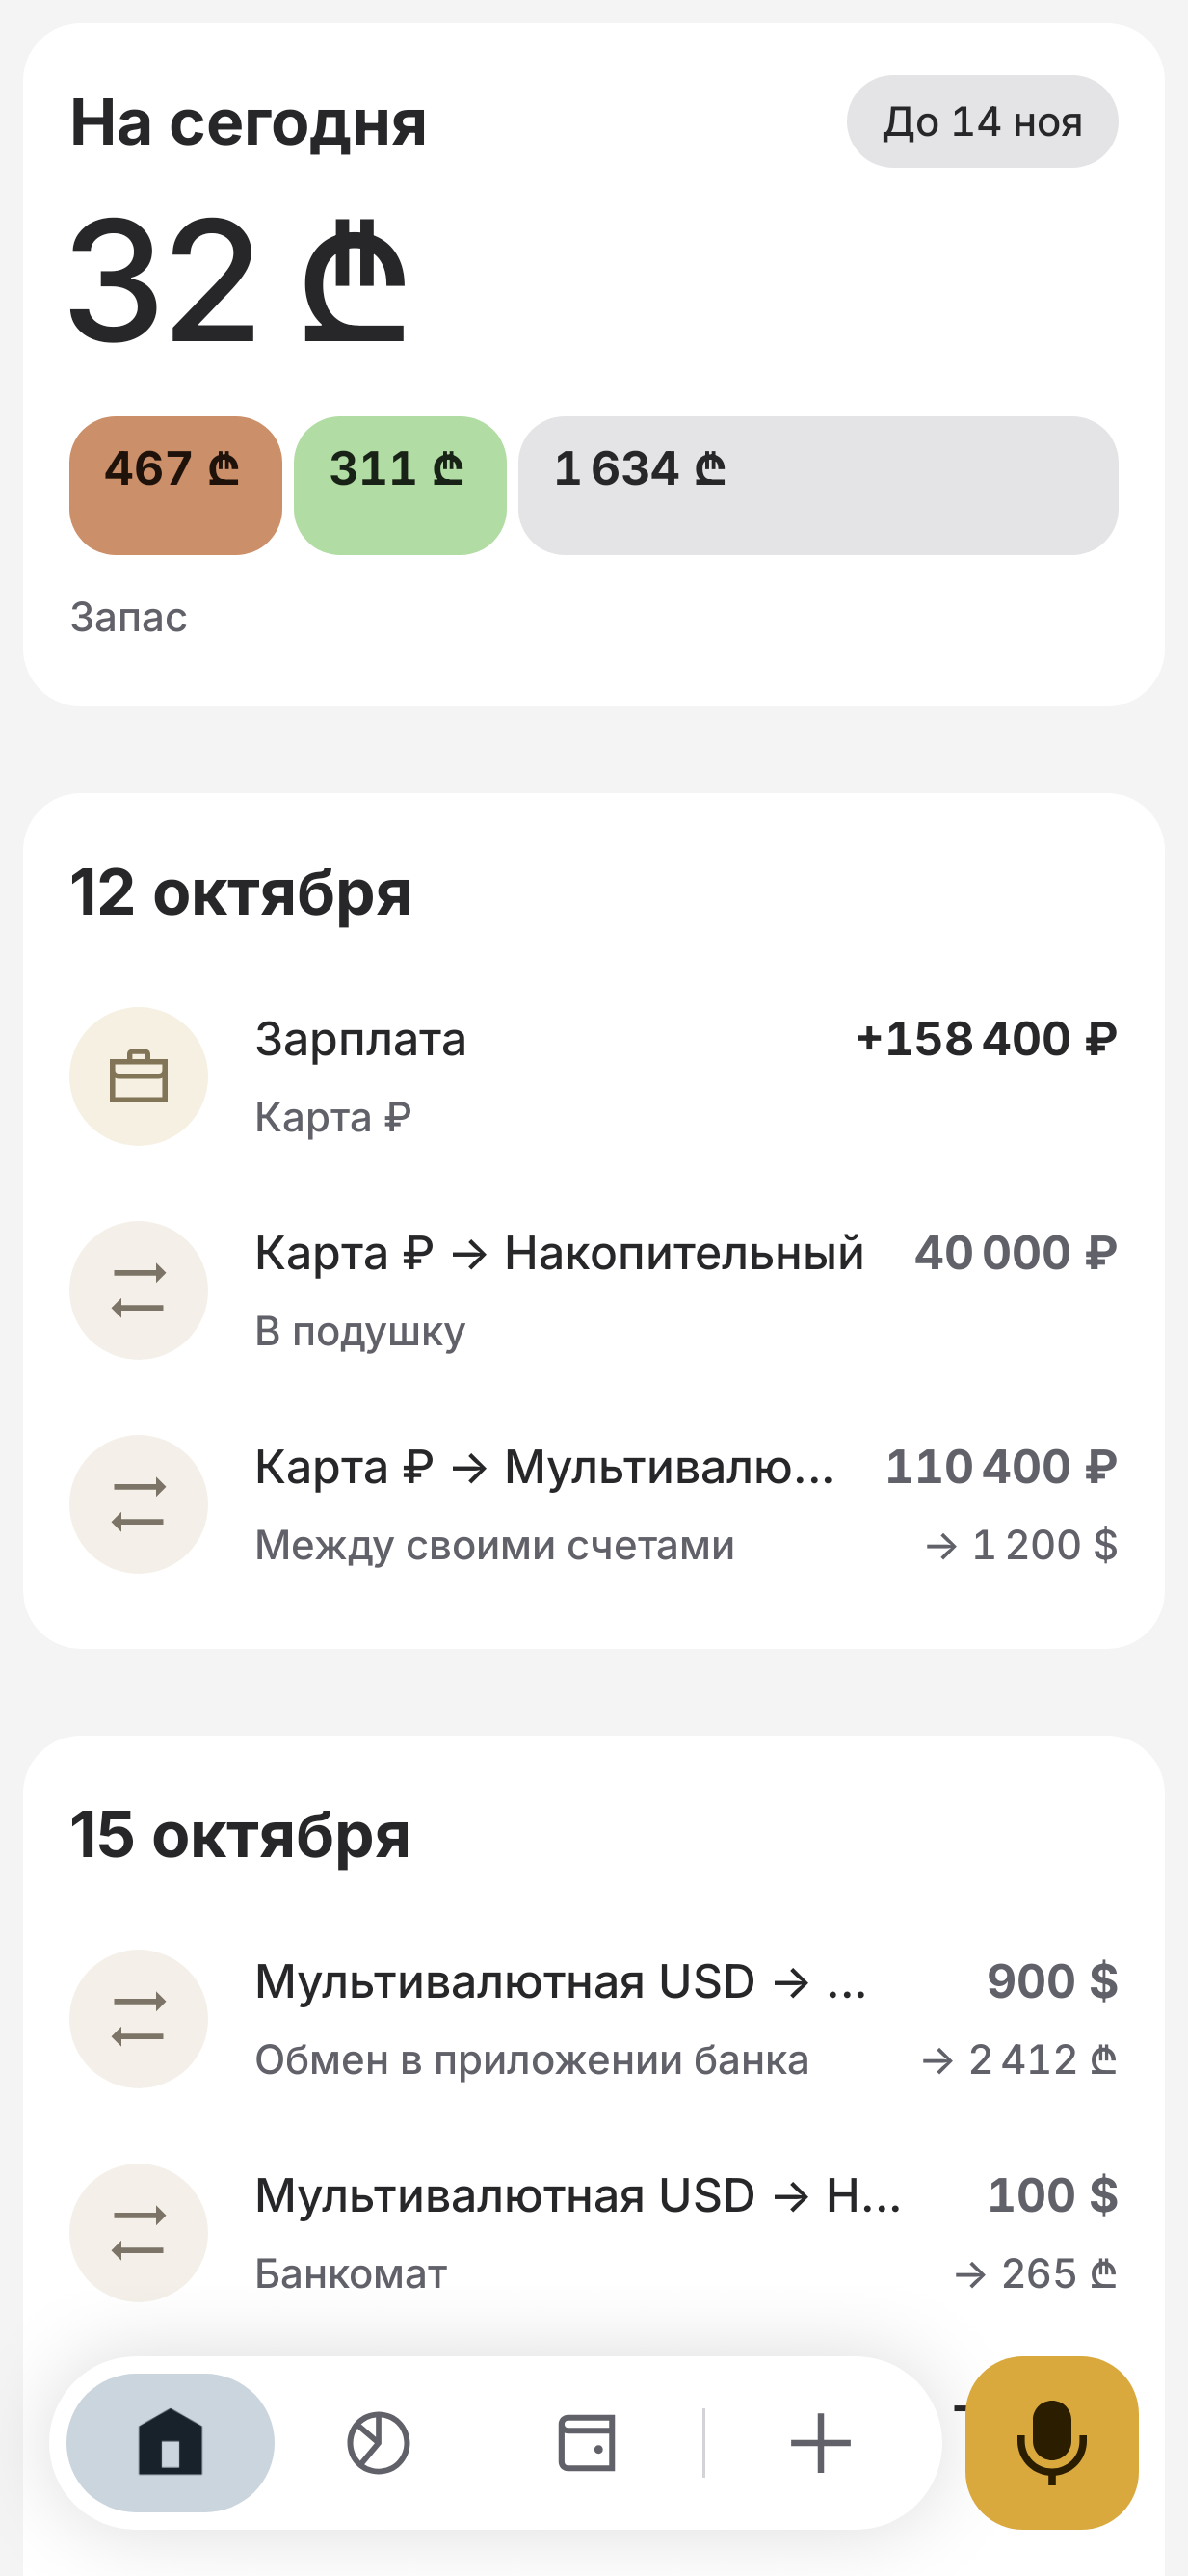 На сегодня
До 14 ноя
32 ₾
467 ₾
311 ₾
1 634 ₾
Запас
12 октября
Зарплата
+158 400 ₽
Карта ₽
Карта ₽ → Накопительный
40 000 ₽
В подушку
Карта ₽ → Мультивалю...
110 400 ₽
Между своими счетами
→ 1 200 $
15 октября
Мультивалютная USD → ...
900 $
Обмен в приложении банка
→ 2 412 ₾
Мультивалютная USD → Н...
100 $
Банкомат
→ 265 ₾